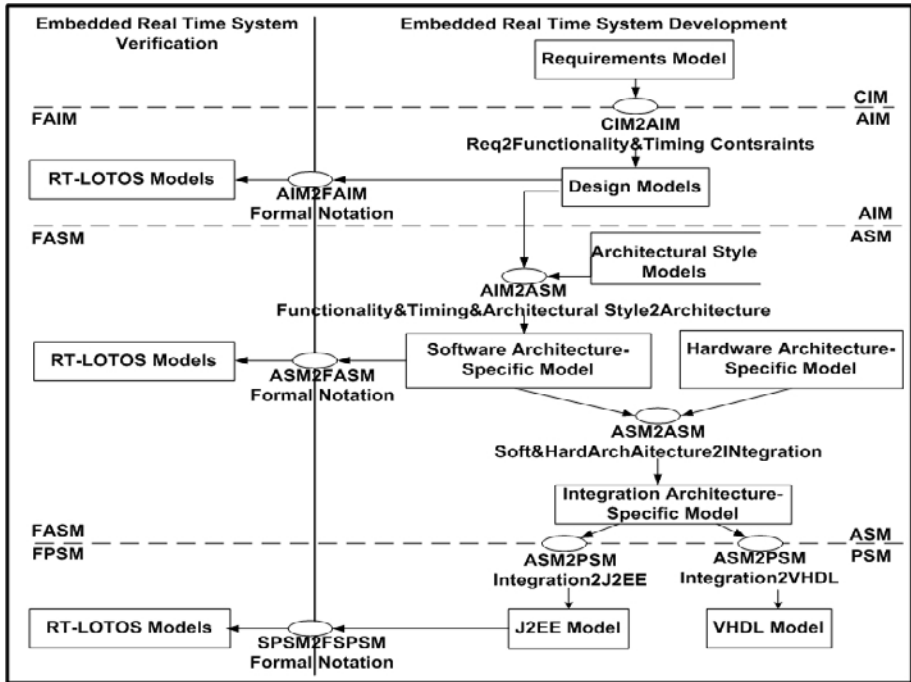 Embedded Real Time System
Verification
Embedded Real Time System Development
Requirements Model
CIM
FAIM
AIM
CIM2AIM
Req2Functionality&Timing Contsraints
RT-LOTOS Models
AIM2FAIM
Formal Notation
Design Models
AIM
FASM
ASM
Architectural Style
Models
AIM2ASM
Functionality&Timing&Architectural Style2Architecture
RT-LOTOS Models
ASM2FASM
Formal Notation
Software Architecture-
Specific Model
Hardware Architecture-
Specific Model
ASM2ASM
Soft&HardArchAitecture2INtegration
Integration Architecture-
Specific Model
FASM
ASM
FPSM
PSM
ASM2PSM
Integration2J2EE
ASM2PSM
Integration2VHDL
RT-LOTOS Models
SPSM2FSPSM
Formal Notation
J2EE Model
VHDL Model